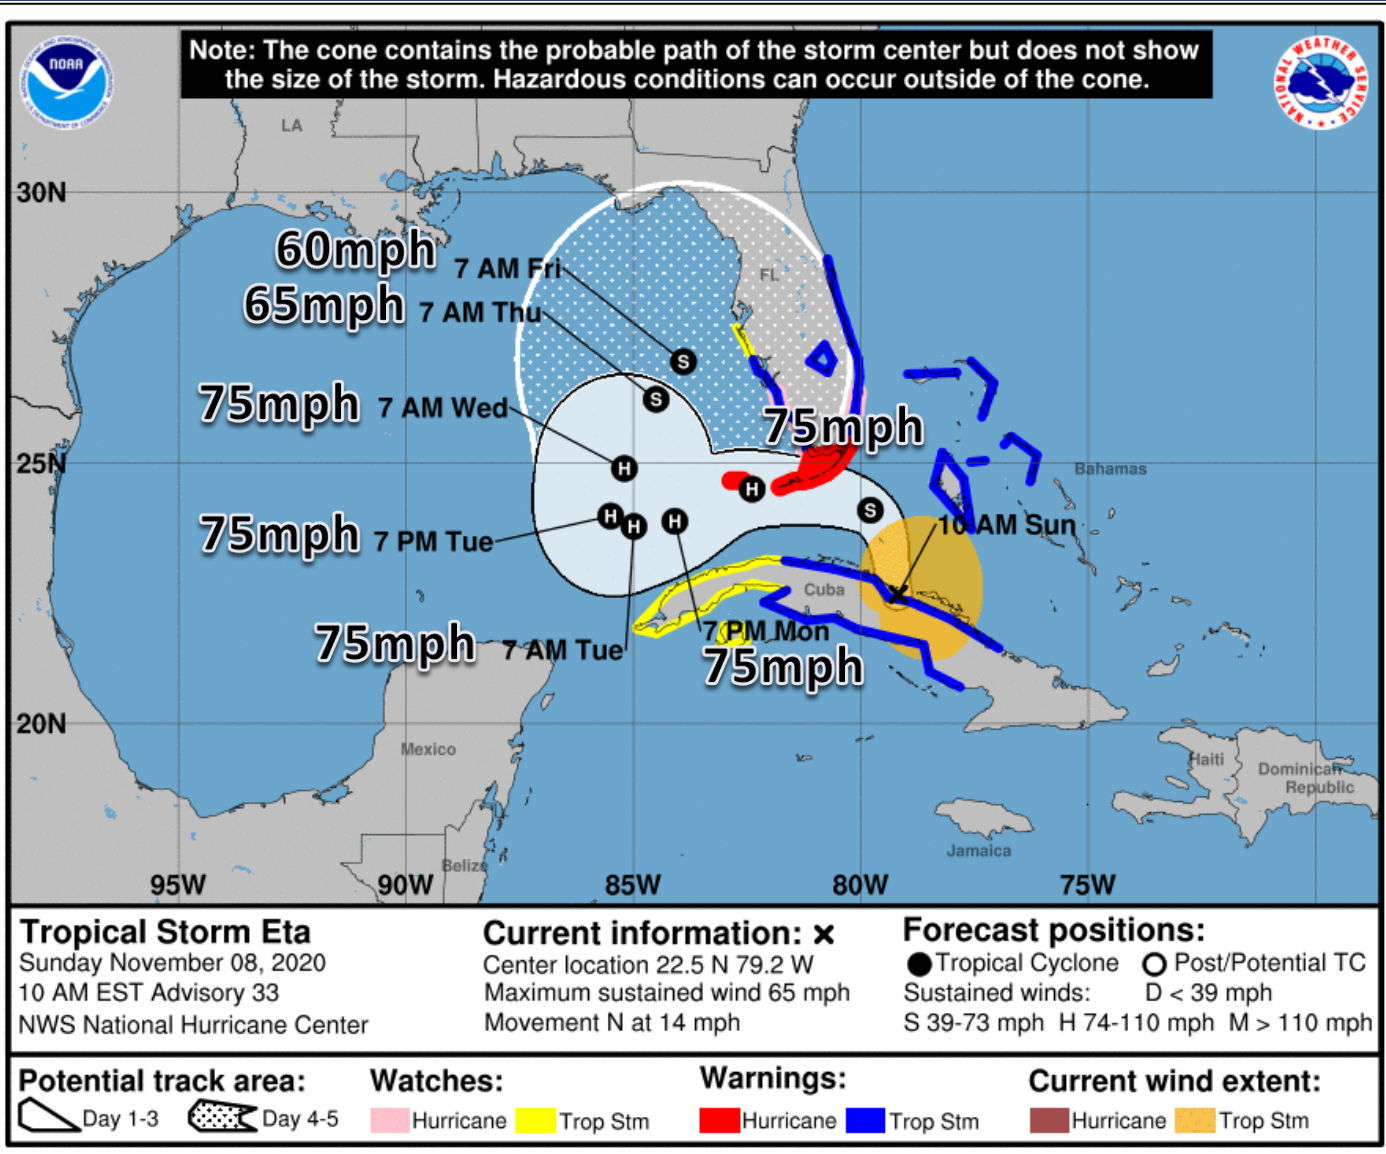 Note: The cone contains the probable path of the storm center but does not show
the size of the storm. Hazardous conditions can occur outside of the cone.
NOAA
NATIONAL WEATHER SERVICE
LA
30N
60mph
7 AM Fri
FL
65mph
7 AM Thu
S
S
75mph
7 AM Wed
75mph
25N
H
H
S
Bahamas
75mph
7 PM Tue
H
H
H
10 AM Sun
Cuba
7 PM Mon
75mph
7 AM Tue
75mph
20N
Mexico
Haiti
Dominican
Republic
Jamaica
Belize
95W
90W
85W
80W
75W
Tropical Storm Eta
Sunday November 08, 2020
10 AM EST Advisory 33
NWS National Hurricane Center
Current information: x
Center location 22.5 N 79.2 W
Maximum sustained wind 65 mph
Movement N at 14 mph
Forecast positions:
Tropical Cyclone
Post/Potential TC
Sustained winds:
D < 39 mph
S 39-73 mph H 74-110 mph M > 110 mph
Potential track area:
Day 1-3
Day 4-5
Watches:
Hurricane
Trop Stm
Warnings:
Hurricane
Trop Stm
Current wind extent:
Hurricane
Trop Stm